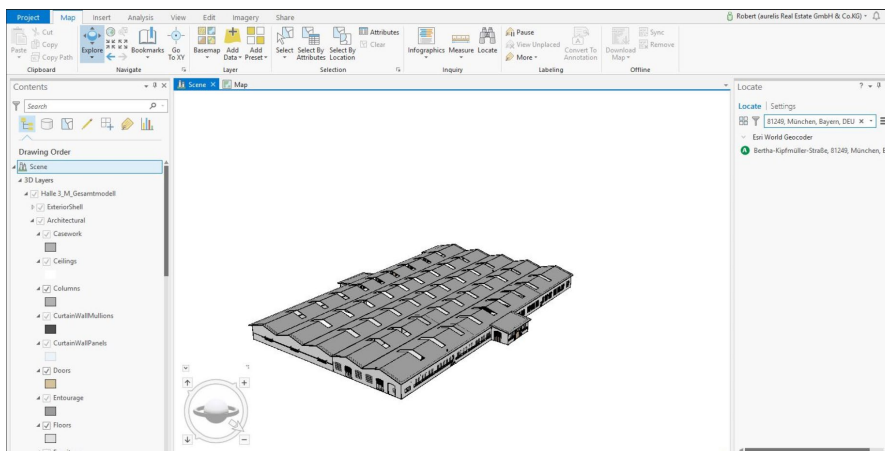 Project Map Insert Analysis View Edit Imagery Share
Robert (aurelis Real Estate GmbH & Co.KG)
Paste
Cut
Copy
Copy Path
Clipboard
Explore
Bookmarks
Go To XY
Navigate
Basemap
Add Data
Add Preset
Layer
Select
Select By Attributes
Select By Location
Attributes
Clear
Selection
Infographics
Measure
Locate
Inquiry
Pause
View Unplaced
More
Convert To Annotation
Labeling
Download Map
Sync
Remove
Offline
Contents
Search
Drawing Order
Scene
3D Layers
Halle 3_M_Gesamtmodell
ExteriorShell
Architectural
Casework
Ceilings
Columns
CurtainWallMullions
CurtainWallPanels
Doors
Entourage
Floors
Scene
Map
Locate
Locate Settings
81249, München, Bayern, DEU
Esri World Geocoder
A Bertha-Kipfmüller-Straße, 81249, München,